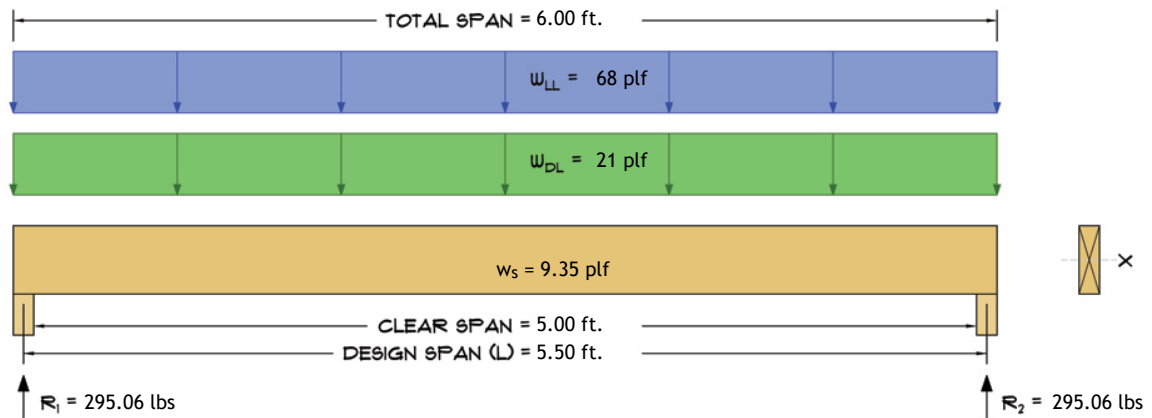 TOTAL SPAN = 6.00 ft.
WLL = 68 plf
WDL = 21 plf
ws = 9.35 plf
X
CLEAR SPAN = 5.00 ft.
DESIGN SPAN (L) = 5.50 ft.
R1 = 295.06 lbs
R2 = 295.06 lbs